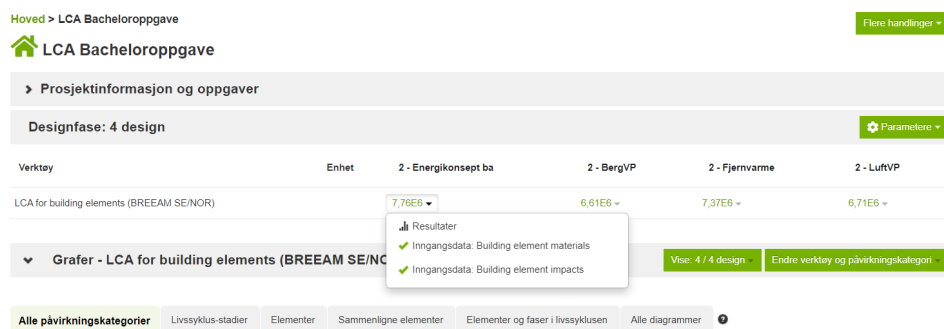 Hoved > LCA Bacheloroppgave
Flere handlinger
LCA Bacheloroppgave
Prosjektinformasjon og oppgaver
Designfase: 4 design
Parametere
Verktøy Enhet 2 - Energikonsept ba 2 - BergVP 2 - Fjernvarme 2 - LuftVP
LCA for building elements (BREEAM SE/NOR) 7,76E6 6,61E6 7,37E6 6,71E6
Resultater
Inngangsdata: Building element materials
Inngangsdata: Building element impacts
Grafer - LCA for building elements (BREEAM SE/NO
Vise: 4 / 4 design Endre verktøy og påvirkningskategori
Alle påvirkningskategorier Livssyklus-stadier Elementer Sammenligne elementer Elementer og faser i livssyklusen Alle diagrammer ?